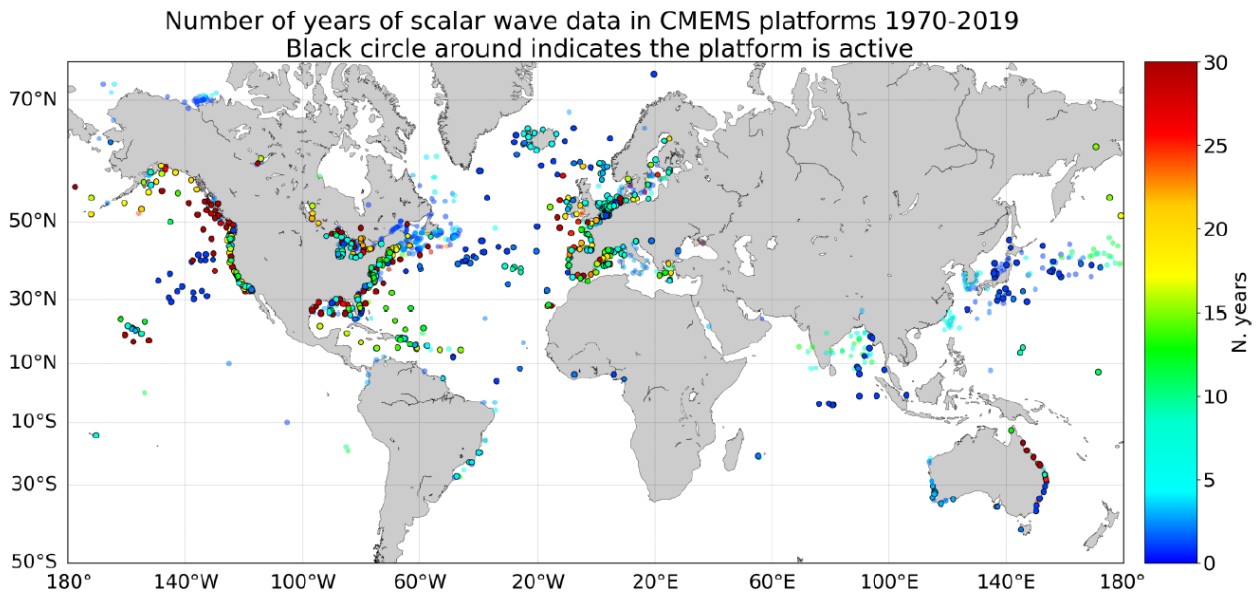 Number of years of scalar wave data in CMEMS platforms 1970-2019
Black circle around indicates the platform is active
70°N
50°N
30°N
10°N
10°S
30°S
50°S
180°
140°W
100°W
60°W
20°W
20°E
60°E
100°E
140°E
180°
30
25
20
15
10
5
0
N. years